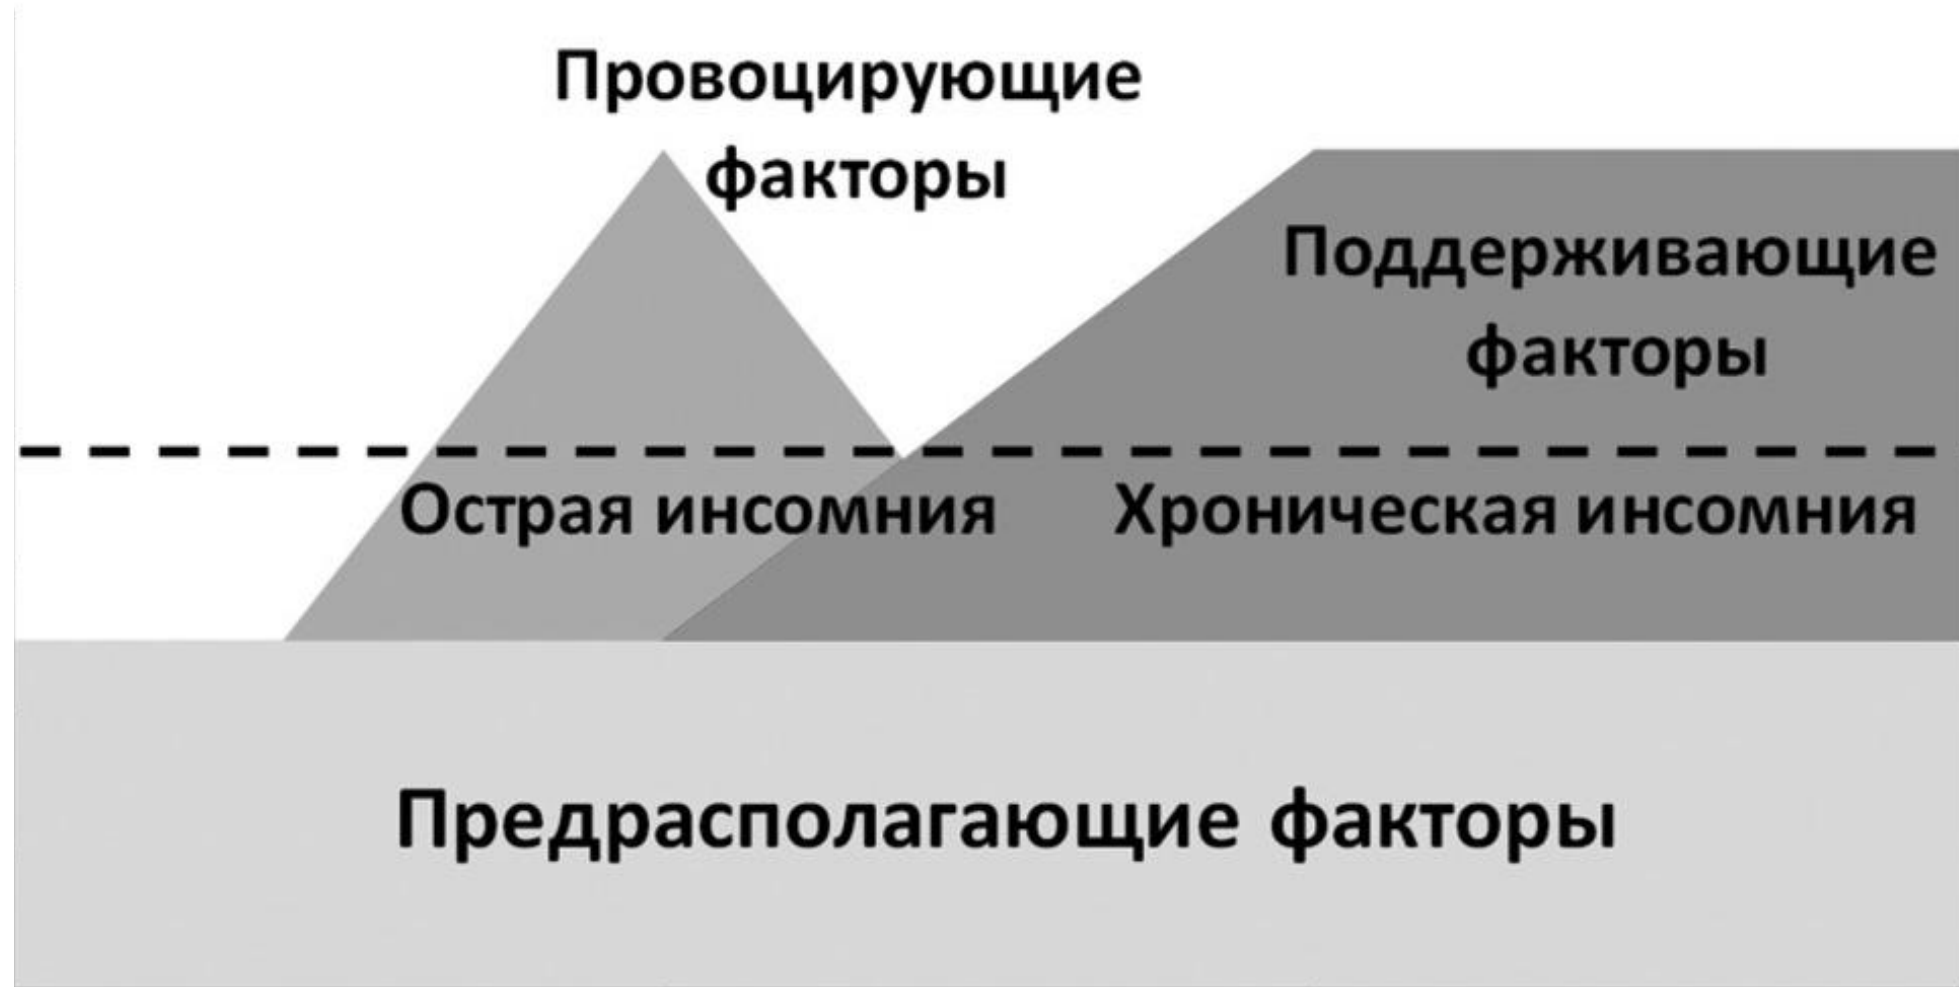 Провоцирующие
факторы
Поддерживающие
факторы
Острая инсомния
Хроническая инсомния
Предрасполагающие факторы